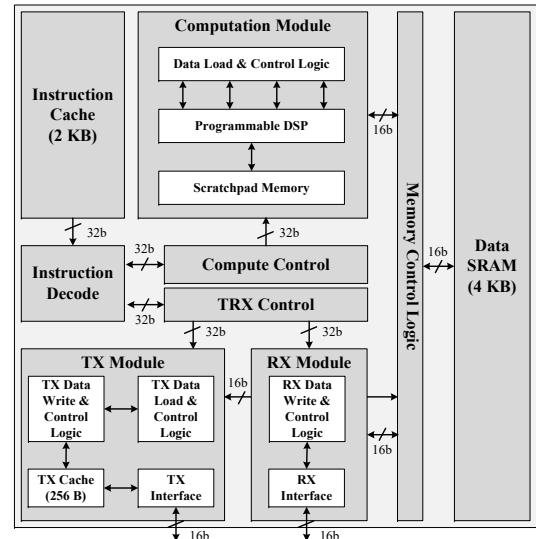 Computation Module
Data Load & Control Logic
Programmable DSP
Scratchpad Memory
Instruction
Cache
(2 KB)
16b
Memory Control Logic
16b
Data
SRAM
(4 KB)
32b
32b
32b
Instruction
Decode
Compute Control
TRX Control
32b
32b
32b
TX Module
TX Data
Write &
Control
Logic
TX Data
Load &
Control
Logic
TX Cache
(256 B)
TX
Interface
16b
16b
RX Module
RX Data
Write &
Control
Logic
RX
Interface
16b
16b